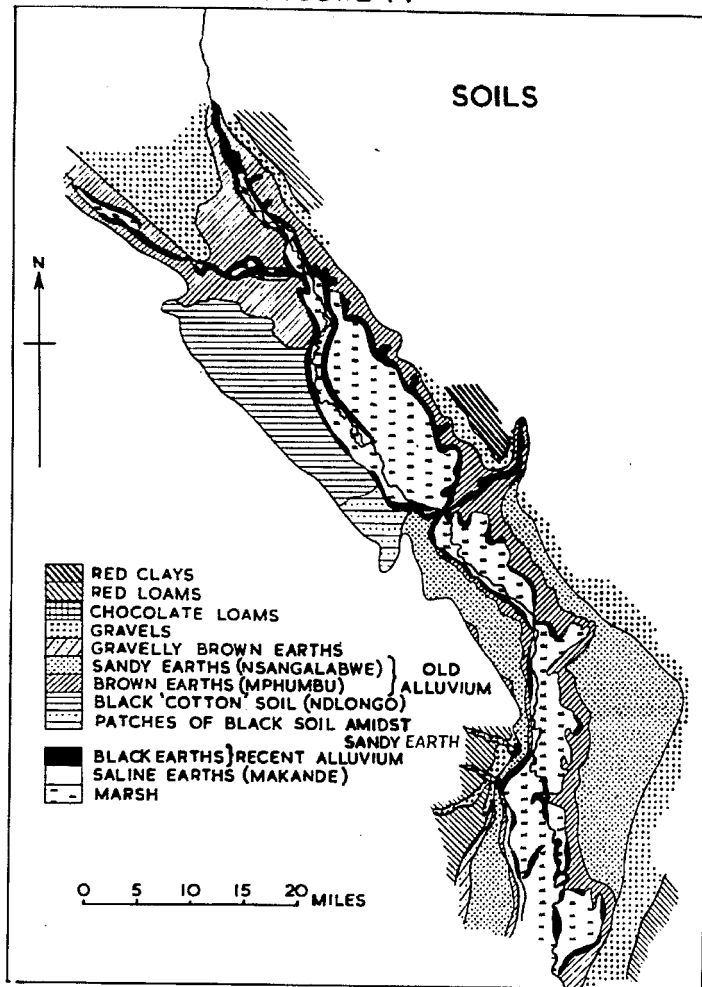 SOILS
N
RED CLAYS
RED LOAMS
CHOCOLATE LOAMS
GRAVELS
GRAVELLY BROWN EARTHS
SANDY EARTHS (NSANGALABWE) } OLD
BROWN EARTHS (MPHUMBU) } ALLUVIUM
BLACK 'COTTON' SOIL (NDLONGO)
PATCHES OF BLACK SOIL AMIDST
SANDY EARTH
BLACK EARTHS } RECENT ALLUVIUM
SALINE EARTHS (MAKANDE)
MARSH
0 5 10 15 20 MILES